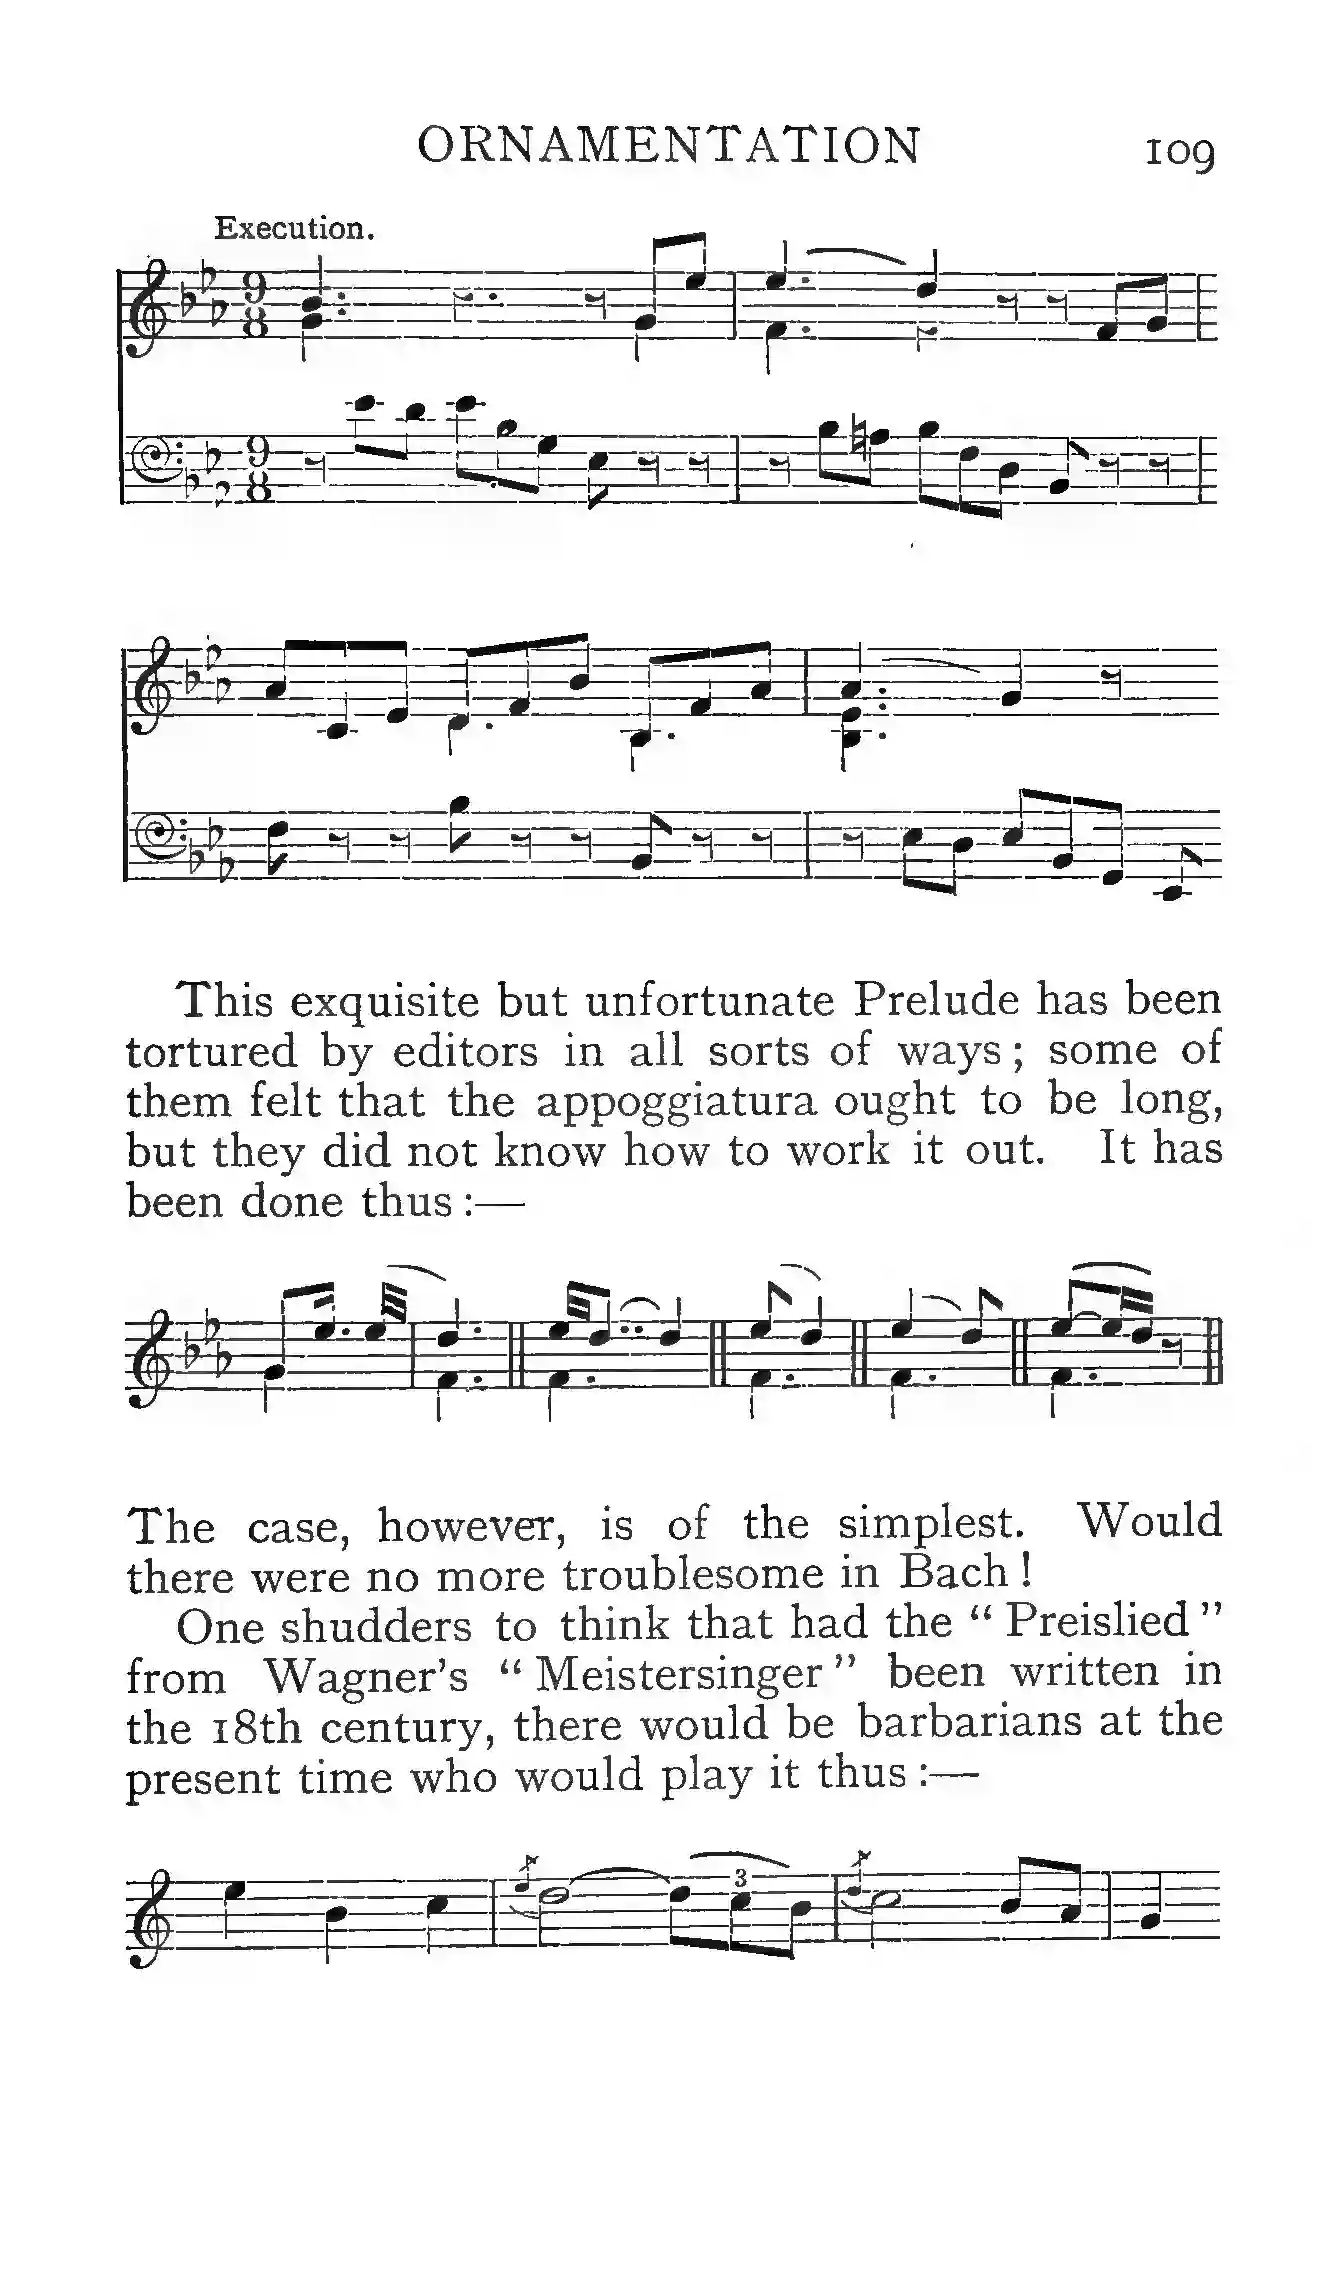 ORNAMENTATION 109
Execution.
9 8
9 8
This exquisite but unfortunate Prelude has been
tortured by editors in all sorts of ways; some of
them felt that the appoggiatura ought to be long,
but they did not know how to work it out. It has
been done thus:—
The case, however, is of the simplest. Would
there were no more troublesome in Bach!
One shudders to think that had the “Preislied”
from Wagner’s “Meistersinger” been written in
the 18th century, there would be barbarians at the
present time who would play it thus:—
3